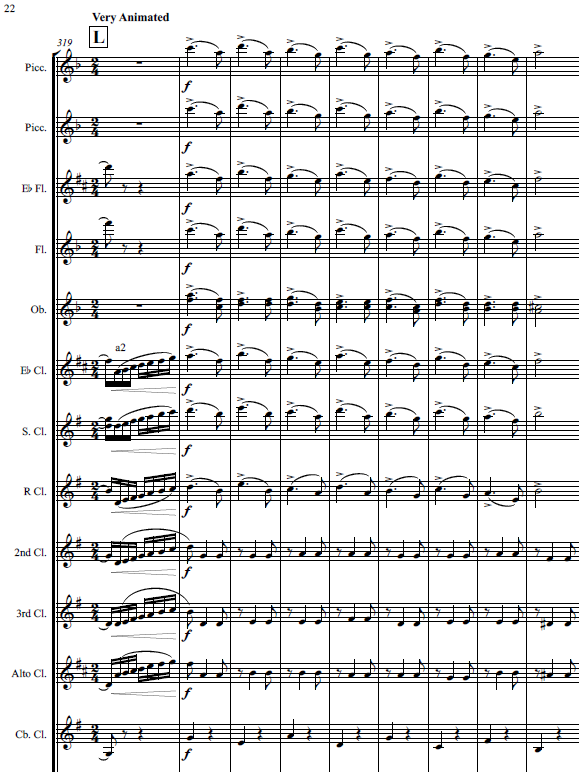 22
Very Animated
L
319
Picc.
f
Picc.
f
E♭ Fl.
f
Fl.
f
Ob.
f
a2
E♭ Cl.
f
S. Cl.
f
R Cl.
f
2nd Cl.
f
3rd Cl.
f
Alto Cl.
f
Cb. Cl.
f